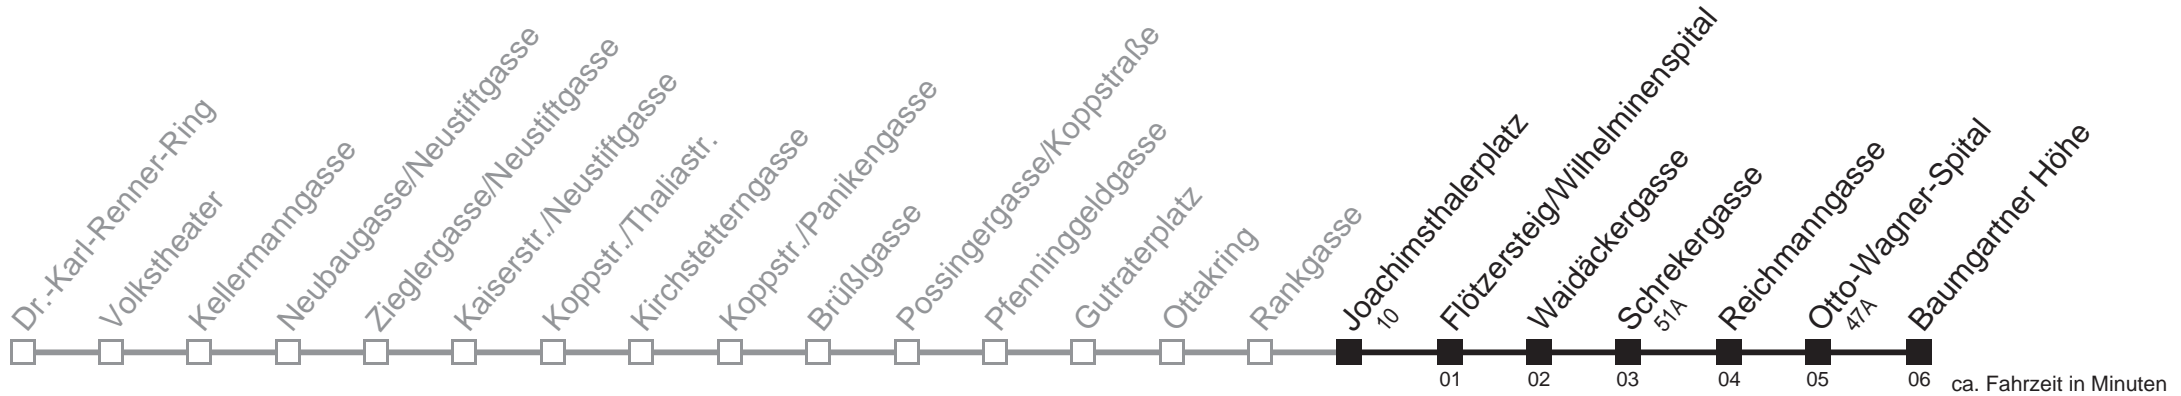 Dr.-Karl-Renner-Ring
Volkstheater
Kellermanngasse
Neubaugasse/Neustiftgasse
Zieglergasse/Neustiftgasse
Kaiserstr./Neustiftgasse
Koppstr./Thaliastr.
Kirchstetterngasse
Koppstr./Panikengasse
Brüßlgasse
Possingergasse/Koppstraße
Pfenninggeldgasse
Gutraterplatz
Ottakring
Rankgasse
Joachimsthalerplatz
10
Flötzersteig/Wilhelminenspital
Waidäckergasse
Schrekergasse
51A
Reichmanngasse
Otto-Wagner-Spital
47A
Baumgartner Höhe
01 02 03 04 05 06 ca. Fahrzeit in Minuten